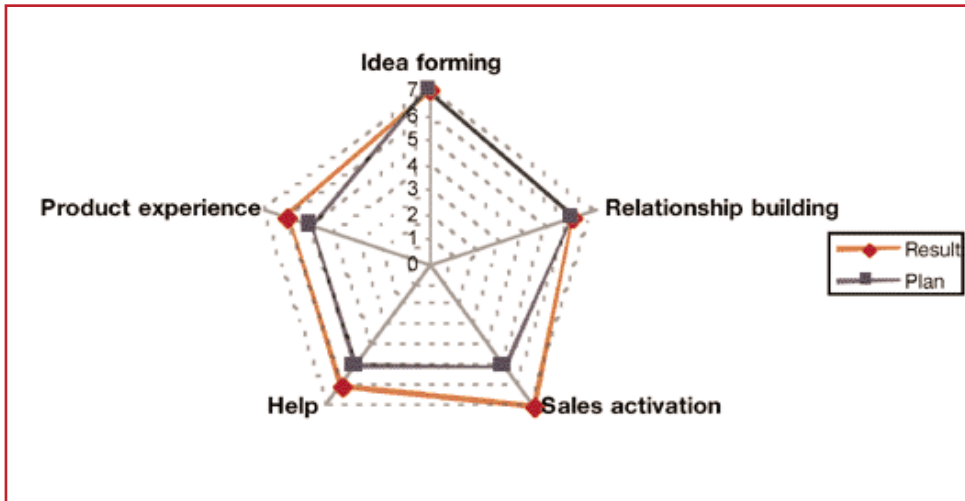 Idea forming
7
6
5
4
3
2
1
0
Product experience
Relationship building
Result
Plan
Help
Sales activation